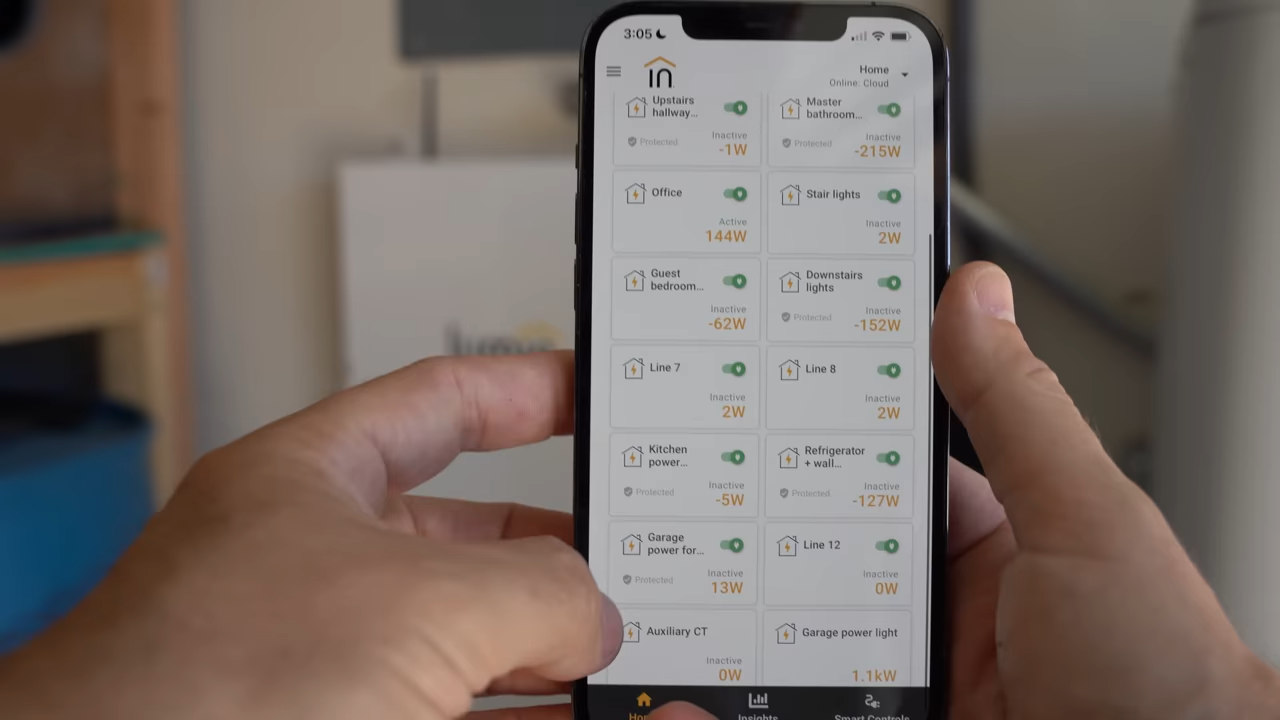 3:05
in
Home
Online: Cloud
Upstairs
hallway...
Protected
Inactive
-1W
Master
bathroom...
Protected
Inactive
-215W
Office
Active
144W
Stair lights
Inactive
2W
Guest
bedroom...
Inactive
-62W
Downstairs
lights
Protected
Inactive
-152W
Line 7
Inactive
2W
Line 8
Inactive
2W
Kitchen
power...
Protected
Inactive
-5W
Refrigerator
+ wall...
Protected
Inactive
-127W
Garage
power for...
Protected
Inactive
13W
Line 12
Inactive
0W
Auxiliary CT
Inactive
0W
Garage power light
1.1kW
Insights
Smart Controls